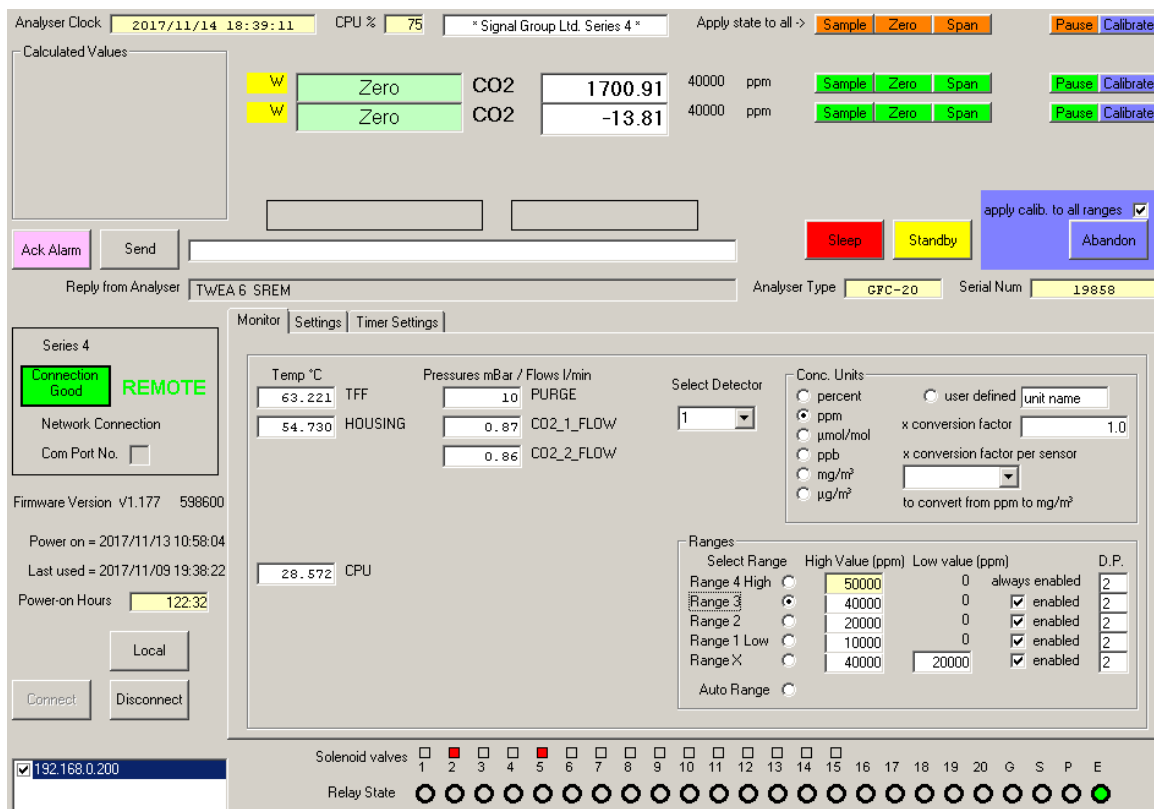 Analyser Clock 2017/11/14 18:39:11 CPU % 75 * Signal Group Ltd. Series 4 * Apply state to all -> Sample Zero Span Pause Calibrate
Calculated Values
W Zero CO2 1700.91 40000 ppm Sample Zero Span Pause Calibrate
W Zero CO2 -13.81 40000 ppm Sample Zero Span Pause Calibrate
apply calib. to all ranges
Ack Alarm Send Sleep Standby Abandon
Reply from Analyser TWEA 6 SREM Analyser Type GFC-20 Serial Num 19858
Monitor Settings Timer Settings
Series 4
Connection Good REMOTE
Network Connection
Com Port No.
Temp °C Pressures mBar / Flows l/min
63.221 TFF 10 PURGE
54.730 HOUSING 0.87 CO2_1_FLOW
0.86 CO2_2_FLOW
28.572 CPU
Select Detector
1
Conc. Units
percent user defined unit name
ppm
x conversion factor 1.0
µmol/mol
ppb x conversion factor per sensor
mg/m³
µg/m³ to convert from ppm to mg/m³
Firmware Version v1.177 598600
Power on = 2017/11/13 10:58:04
Last used = 2017/11/09 19:38:22
Power-on Hours 122:32
Local
Connect Disconnect
Ranges
Select Range High Value (ppm) Low value (ppm) D.P.
Range 4 High 50000 0 always enabled 2
Range 3 40000 0 enabled 2
Range 2 20000 0 enabled 2
Range 1 Low 10000 0 enabled 2
Range X 40000 20000 enabled 2
Auto Range
192.168.0.200
Solenoid valves
1 2 3 4 5 6 7 8 9 10 11 12 13 14 15 16 17 18 19 20 G S P E
Relay State